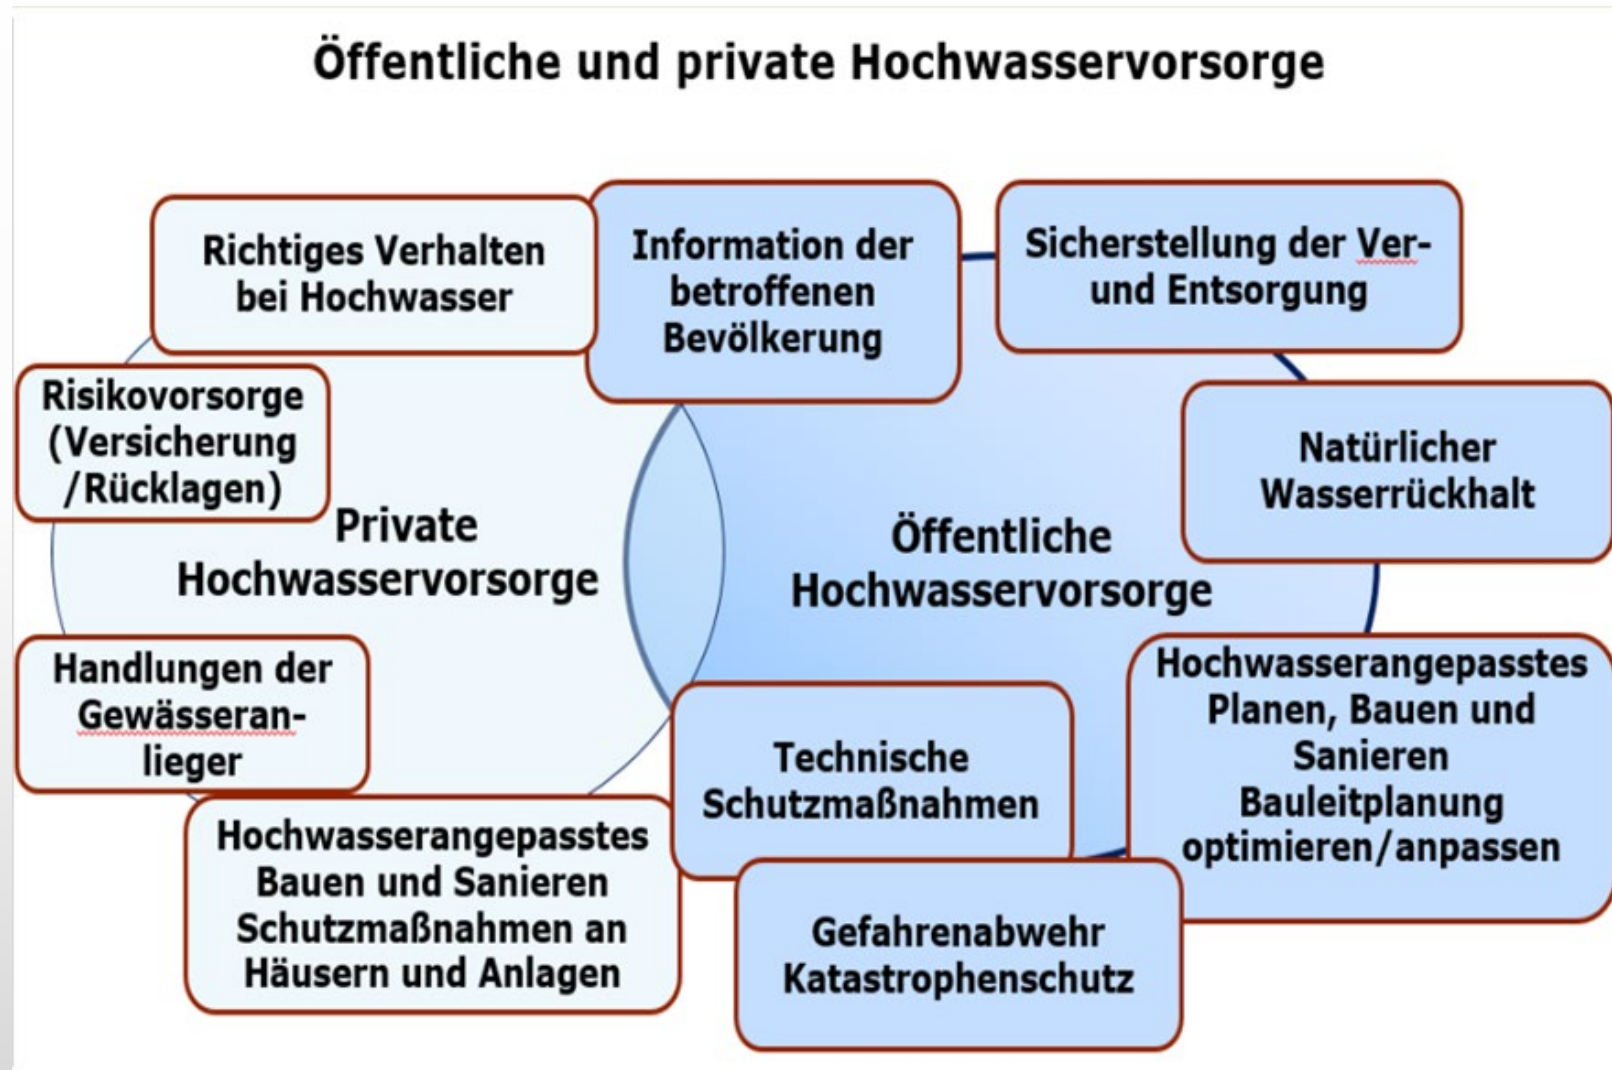 Öffentliche und private Hochwasservorsorge
Richtiges Verhalten
bei Hochwasser
Information der
betroffenen
Bevölkerung
Sicherstellung der Ver-
und Entsorgung
Risikovorsorge
(Versicherung
/Rücklagen)
Natürlicher
Wasserrückhalt
Private
Hochwasservorsorge
Öffentliche
Hochwasservorsorge
Handlungen der
Gewässeran-
lieger
Technische
Schutzmaßnahmen
Hochwasserangepasstes
Planen, Bauen und
Sanieren
Bauleitplanung
optimieren/anpassen
Hochwasserangepasstes
Bauen und Sanieren
Schutzmaßnahmen an
Häusern und Anlagen
Gefahrenabwehr
Katastrophenschutz